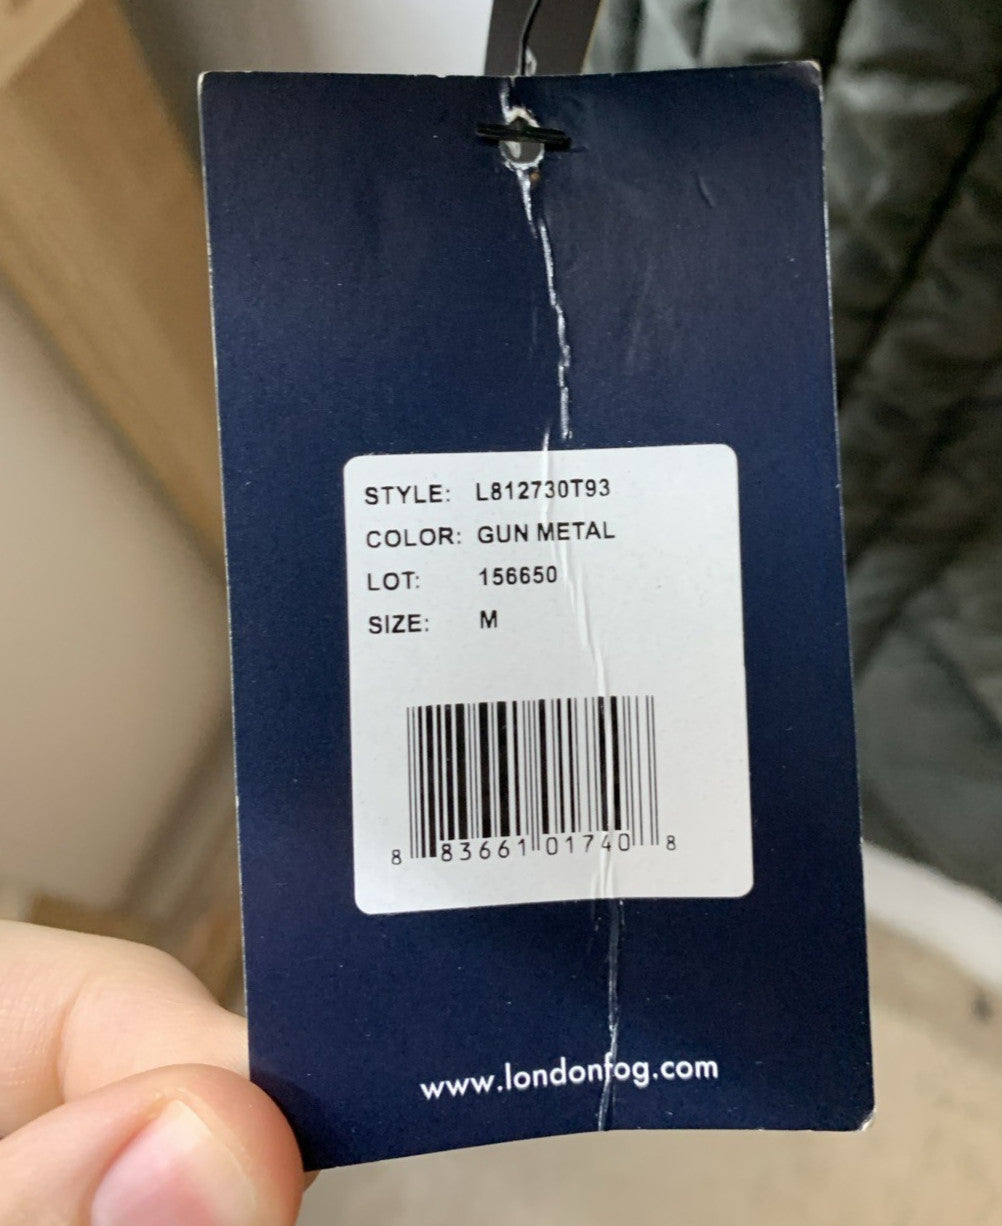 STYLE: L812730T93
COLOR: GUN METAL
LOT: 156650
SIZE: M
8 83661 01740 8
www.londonfog.com